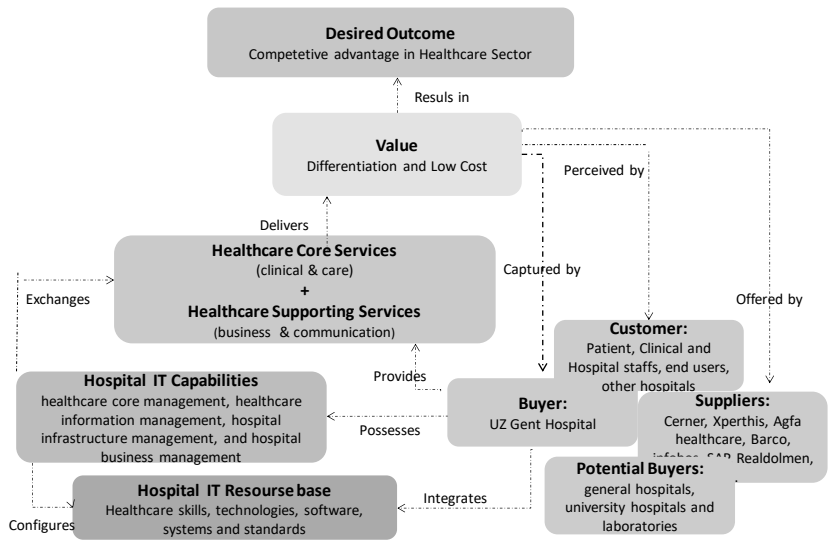 Desired Outcome
Competetive advantage in Healthcare Sector
Resuls in
Value
Differentiation and Low Cost
Perceived by
Delivers
Healthcare Core Services
(clinical & care)
+
Healthcare Supporting Services
(business & communication)
Captured by
Exchanges
Offered by
Customer:
Patient, Clinical and
Hospital staffs, end users,
other hospitals
Hospital IT Capabilities
healthcare core management, healthcare
information management, hospital
infrastructure management, and hospital
business management
Provides
Possesses
Buyer:
UZ Gent Hospital
Suppliers:
Cerner, Xperthis, Agfa
healthcare, Barco,
SAP Realdolmen,
Potential Buyers:
general hospitals,
university hospitals and
laboratories
Hospital IT Resourse base
Healthcare skills, technologies, software,
systems and standards
Integrates
Configures